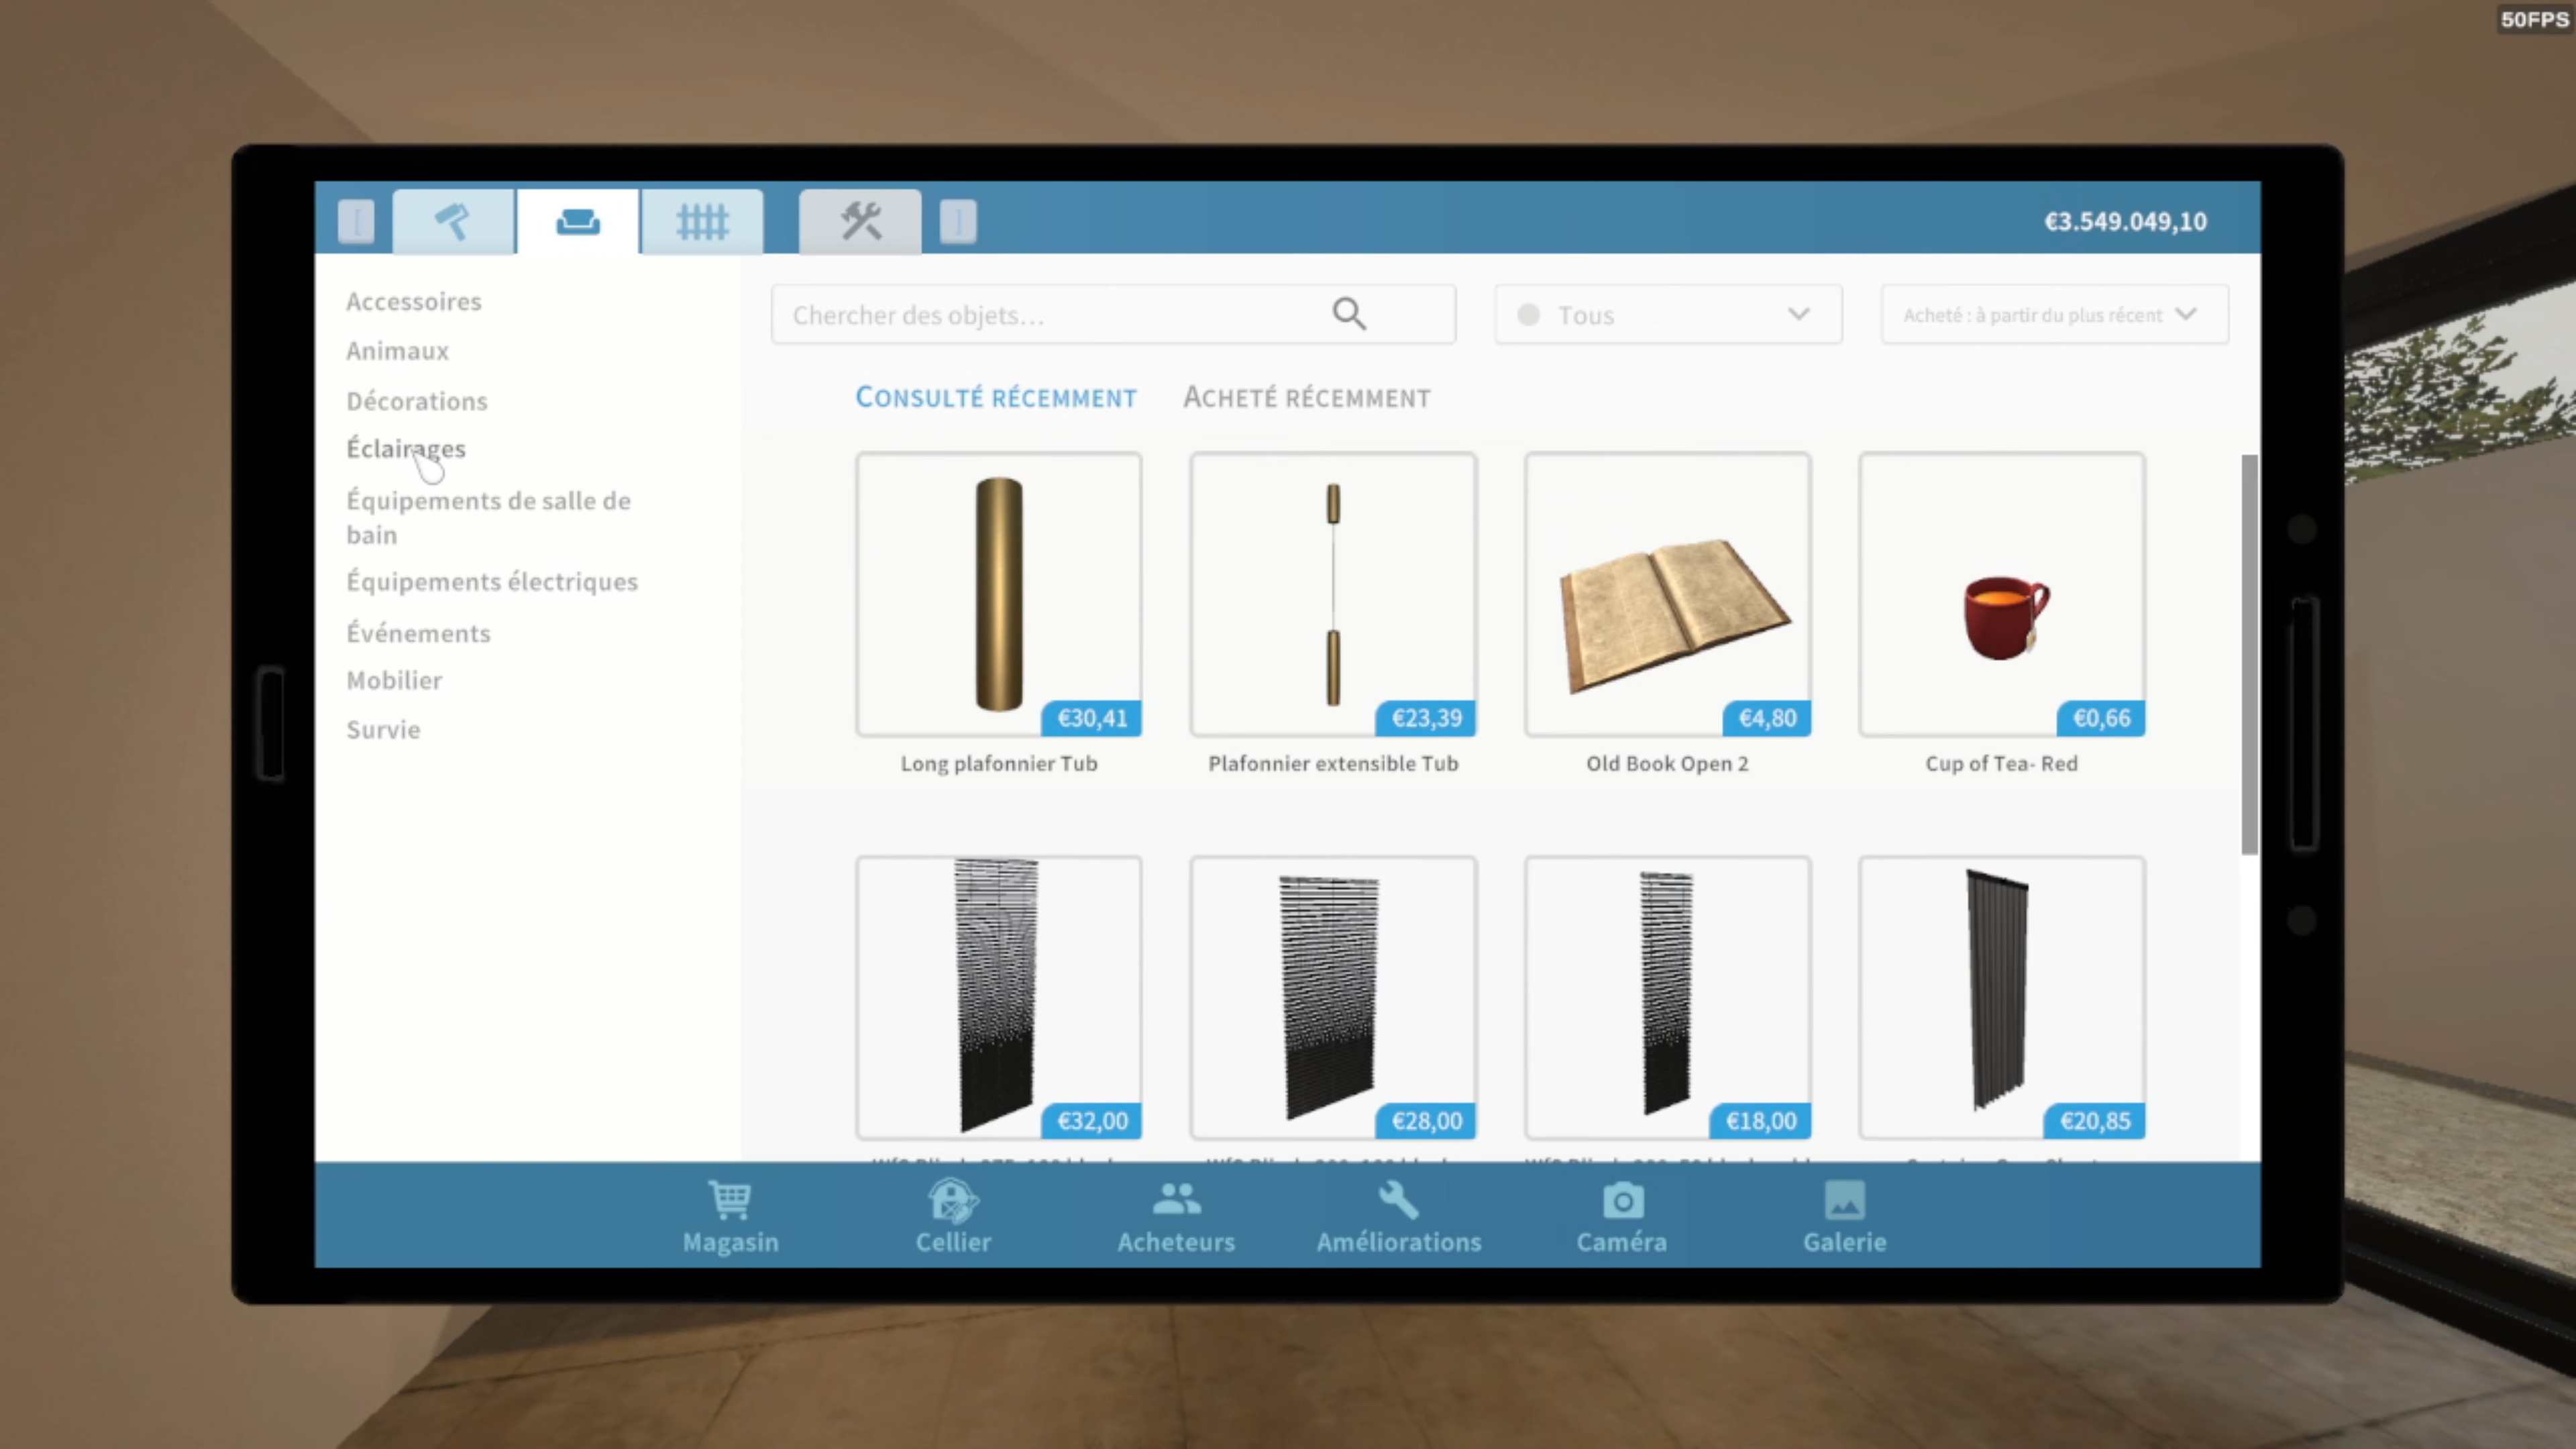 50FPS
[
]
€3.549.049,10
Accessoires
Animaux
Décorations
Éclairages
Équipements de salle de
bain
Équipements électriques
Événements
Mobilier
Survie
Chercher des objets...
Tous
Acheté : à partir du plus récent
CONSULTÉ RÉCEMMENT
ACHETÉ RÉCEMMENT
€30,41
€23,39
€4,80
€0,66
Long plafonnier Tub
Plafonnier extensible Tub
Old Book Open 2
Cup of Tea- Red
€32,00
€28,00
€18,00
€20,85
Magasin
Cellier
Acheteurs
Améliorations
Caméra
Galerie